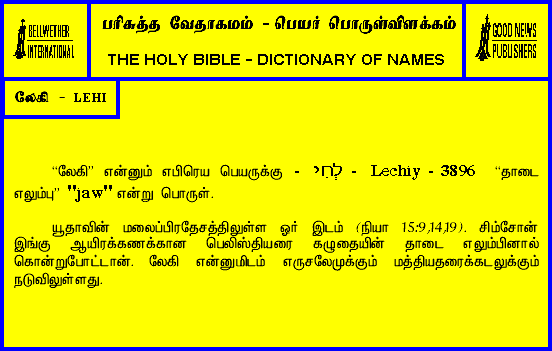 BELLWETHER
INTERNATIONAL
பரிசுத்த வேதாகமம் - பெயர் பொருள்விளக்கம்
THE HOLY BIBLE - DICTIONARY OF NAMES
GOOD NEWS
PUBLISHERS
லேகி - LEHI
“லேகி” என்னும் எபிரெய பெயருக்கு - לְחִי - Lechiy - 3896 “தாடை
எலும்பு” "jaw" என்று பொருள்.
யூதாவின் மலைப்பிரதேசத்திலுள்ள ஓர் இடம் (நியா 15:9,14,19). சிம்சோன்
இங்கு ஆயிரக்கணக்கான பெலிஸ்தியரை கழுதையின் தாடை எலும்பினால்
கொன்றுபோட்டான். லேகி என்னுமிடம் எருசலேமுக்கும் மத்தியதரைக்கடலுக்கும்
நடுவிலுள்ளது.